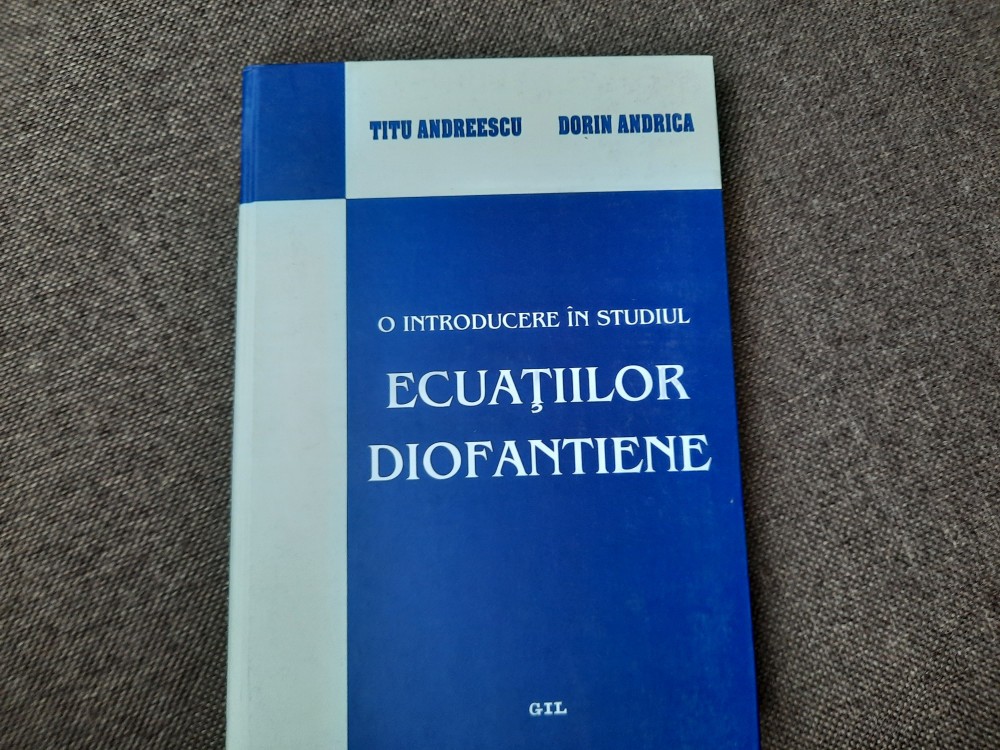 TITU ANDREESCU DORIN ANDRICA
O INTRODUCERE ÎN STUDIUL
ECUAŢIILOR
DIOFANTIENE
GIL